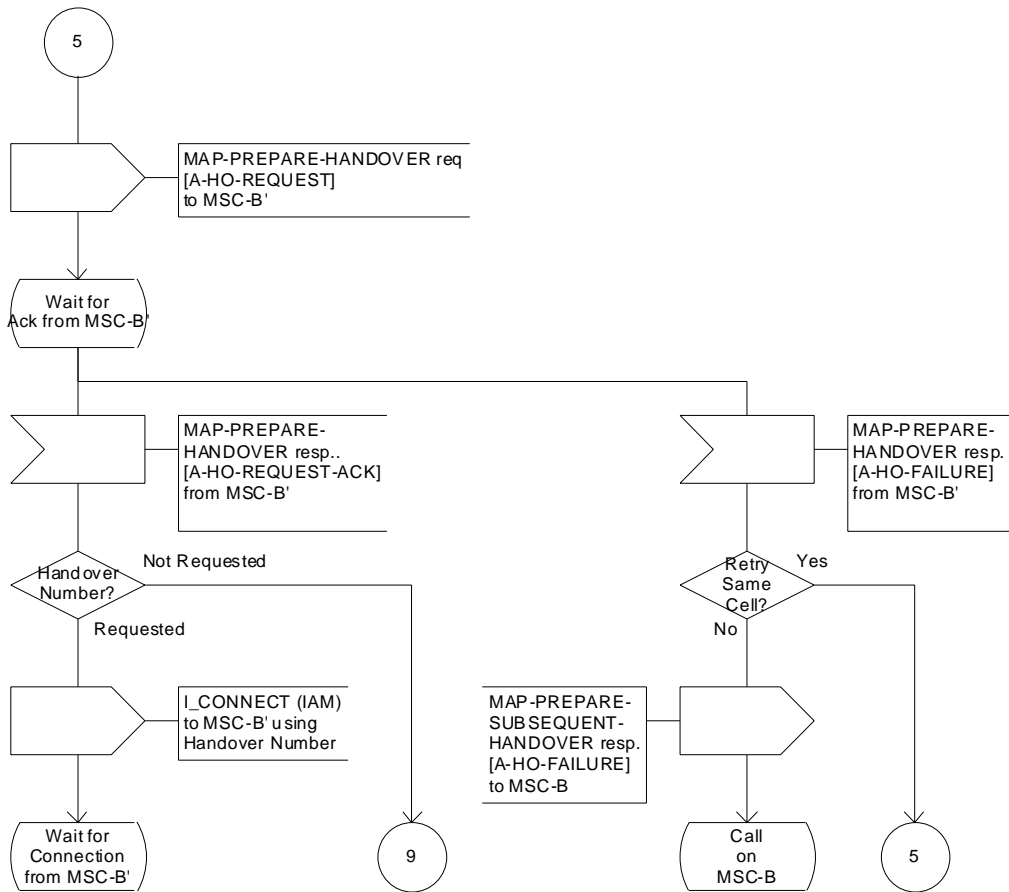 5
MAP-PREPARE-HANDOVER req
[A-HO-REQUEST]
to MSC-B'
Wait for
Ack from MSC-B'
MAP-PREPARE-
HANDOVER resp..
[A-HO-REQUEST-ACK]
from MSC-B'
MAP-PREPARE-
HANDOVER resp.
[A-HO-FAILURE]
from MSC-B'
Handover
Number?
Not Requested
Requested
Retry
Same
Cell?
Yes
No
I_CONNECT (IAM)
to MSC-B' using
Handover Number
MAP-PREPARE-
SUBSEQUENT-
HANDOVER resp.
[A-HO-FAILURE]
to MSC-B
Wait for
Connection
from MSC-B'
9
Call
on
MSC-B
5